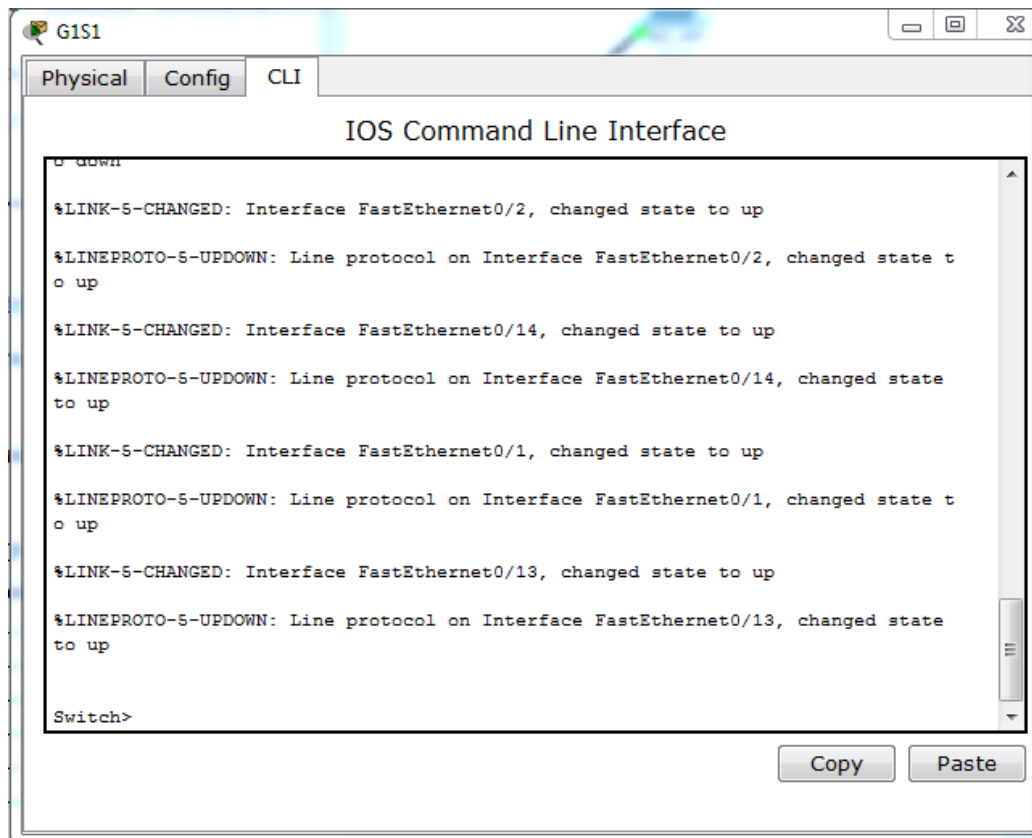 G1S1
Physical Config CLI
IOS Command Line Interface
o down
%LINK-5-CHANGED: Interface FastEthernet0/2, changed state to up
%LINEPROTO-5-UPDOWN: Line protocol on Interface FastEthernet0/2, changed state t
o up
%LINK-5-CHANGED: Interface FastEthernet0/14, changed state to up
%LINEPROTO-5-UPDOWN: Line protocol on Interface FastEthernet0/14, changed state
to up
%LINK-5-CHANGED: Interface FastEthernet0/1, changed state to up
%LINEPROTO-5-UPDOWN: Line protocol on Interface FastEthernet0/1, changed state t
o up
%LINK-5-CHANGED: Interface FastEthernet0/13, changed state to up
%LINEPROTO-5-UPDOWN: Line protocol on Interface FastEthernet0/13, changed state
to up
Switch>
Copy Paste